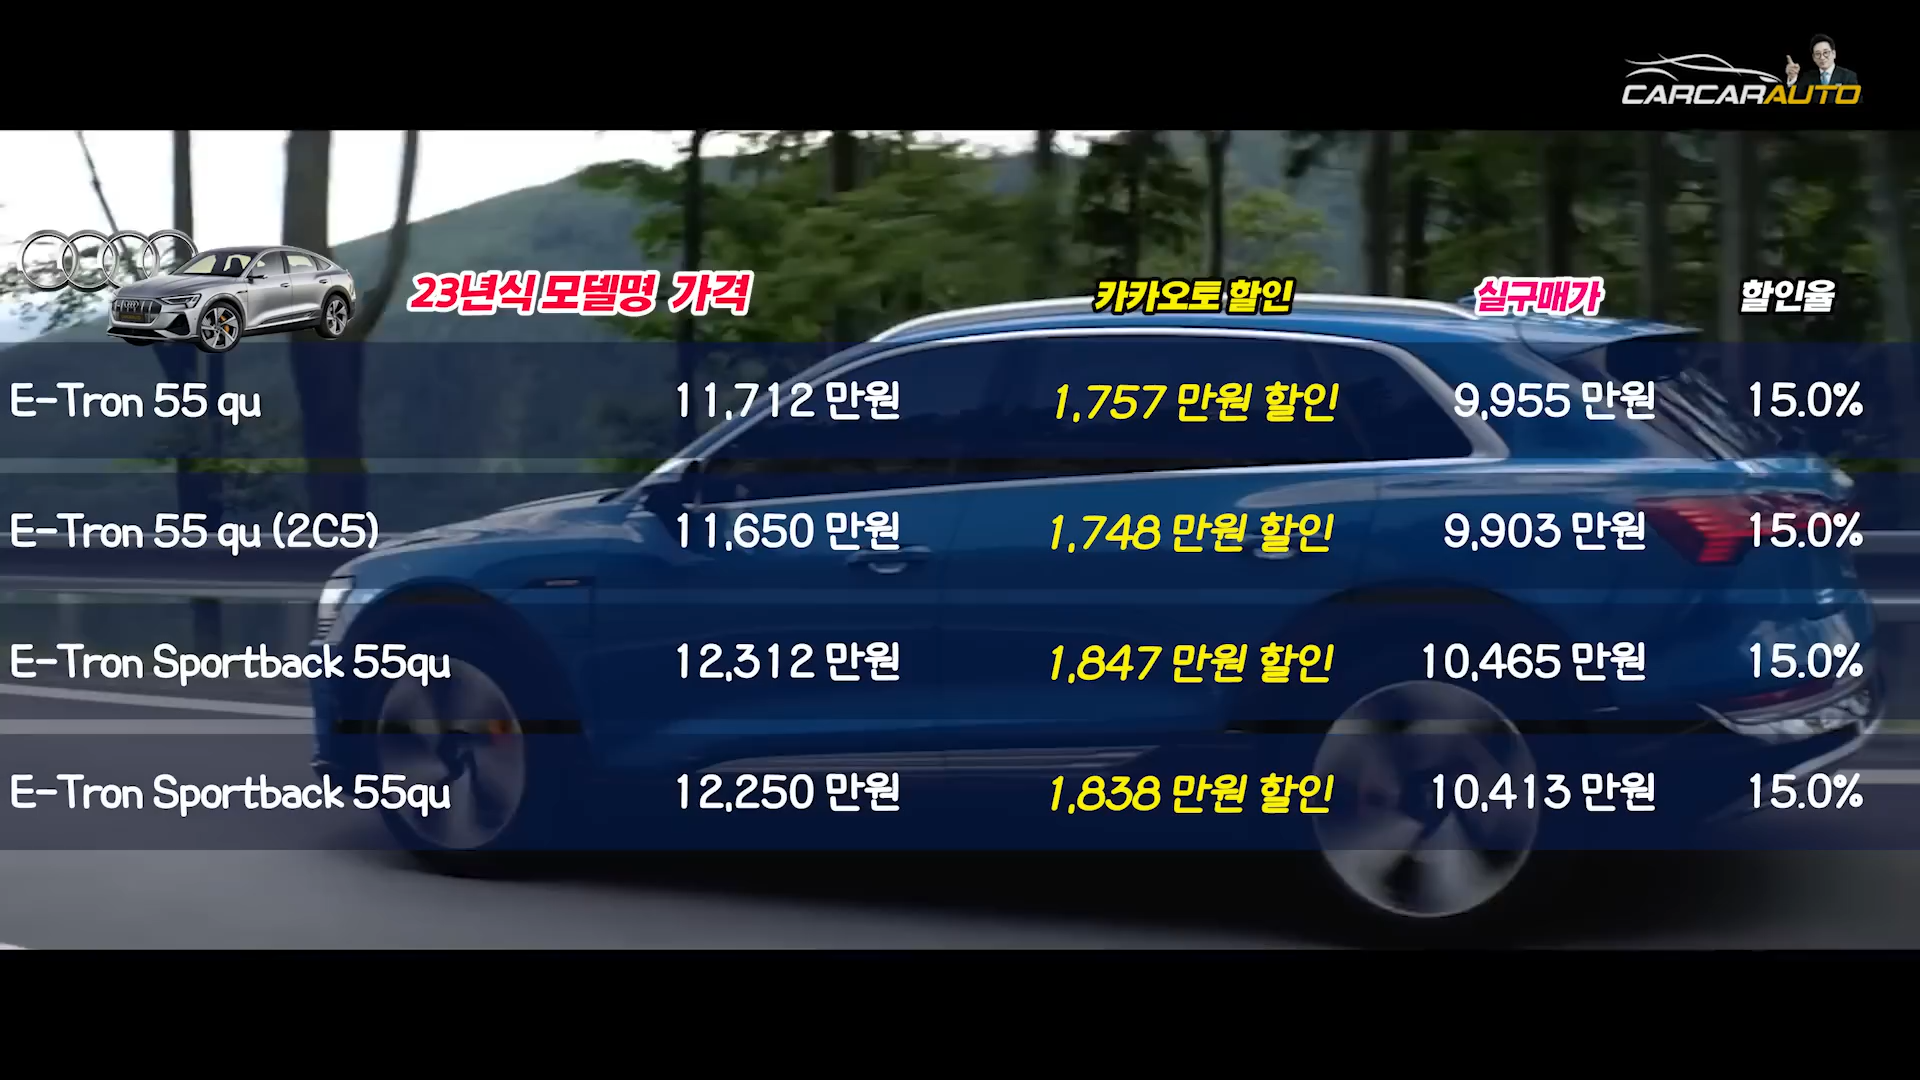 CARCARAUTO
23년식 모델명 가격 카카오토 할인 실구매가 할인율
E-Tron 55 qu 11,712 만원 1,757 만원 할인 9,955 만원 15.0%
E-Tron 55 qu (2C5) 11,650 만원 1,748 만원 할인 9,903 만원 15.0%
E-Tron Sportback 55qu 12,312 만원 1,847 만원 할인 10,465 만원 15.0%
E-Tron Sportback 55qu 12,250 만원 1,838 만원 할인 10,413 만원 15.0%